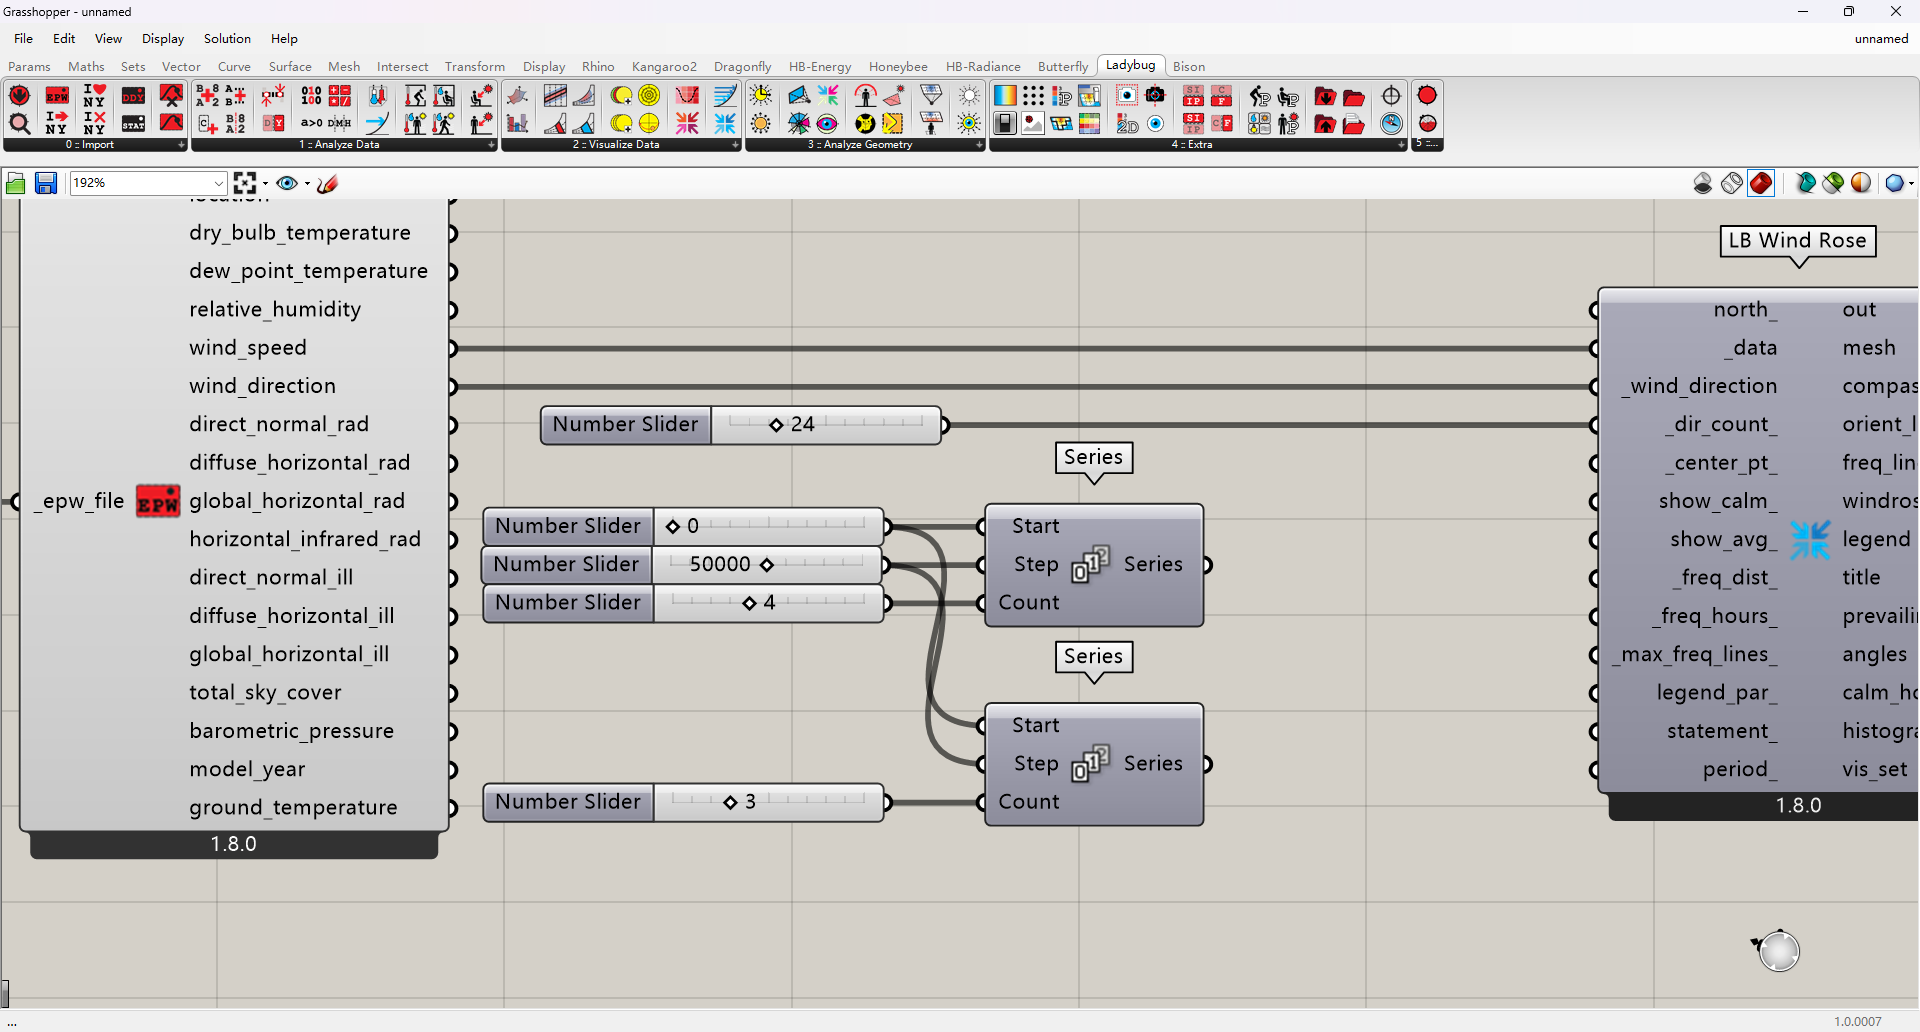 Grasshopper - unnamed
File Edit View Display Solution Help unnamed
Params Maths Sets Vector Curve Surface Mesh Intersect Transform Display Rhino Kangaroo2 Dragonfly HB-Energy Honeybee HB-Radiance Butterfly Ladybug Bison
0 :: Import 1 :: Analyze Data 2 :: Visualize Data 3 :: Analyze Geometry 4 :: Extra 5 ::...
192%
location
dry_bulb_temperature
dew_point_temperature
relative_humidity
wind_speed
wind_direction
direct_normal_rad
diffuse_horizontal_rad
_epw_file EPW global_horizontal_rad
horizontal_infrared_rad
direct_normal_ill
diffuse_horizontal_ill
global_horizontal_ill
total_sky_cover
barometric_pressure
model_year
ground_temperature
1.8.0
Number Slider 24
Number Slider 0
Number Slider 50000
Number Slider 4
Number Slider 3
Series
Start
Step Series
Count
Series
Start
Step Series
Count
LB Wind Rose
north_ out
_data mesh
_wind_direction compas
_dir_count_ orient_l
_center_pt_ freq_lin
show_calm_ windros
show_avg_ legend
_freq_dist_ title
_freq_hours_ prevaili
_max_freq_lines_ angles
legend_par_ calm_ho
statement_ histogra
period_ vis_set
1.8.0
...
1.0.0007